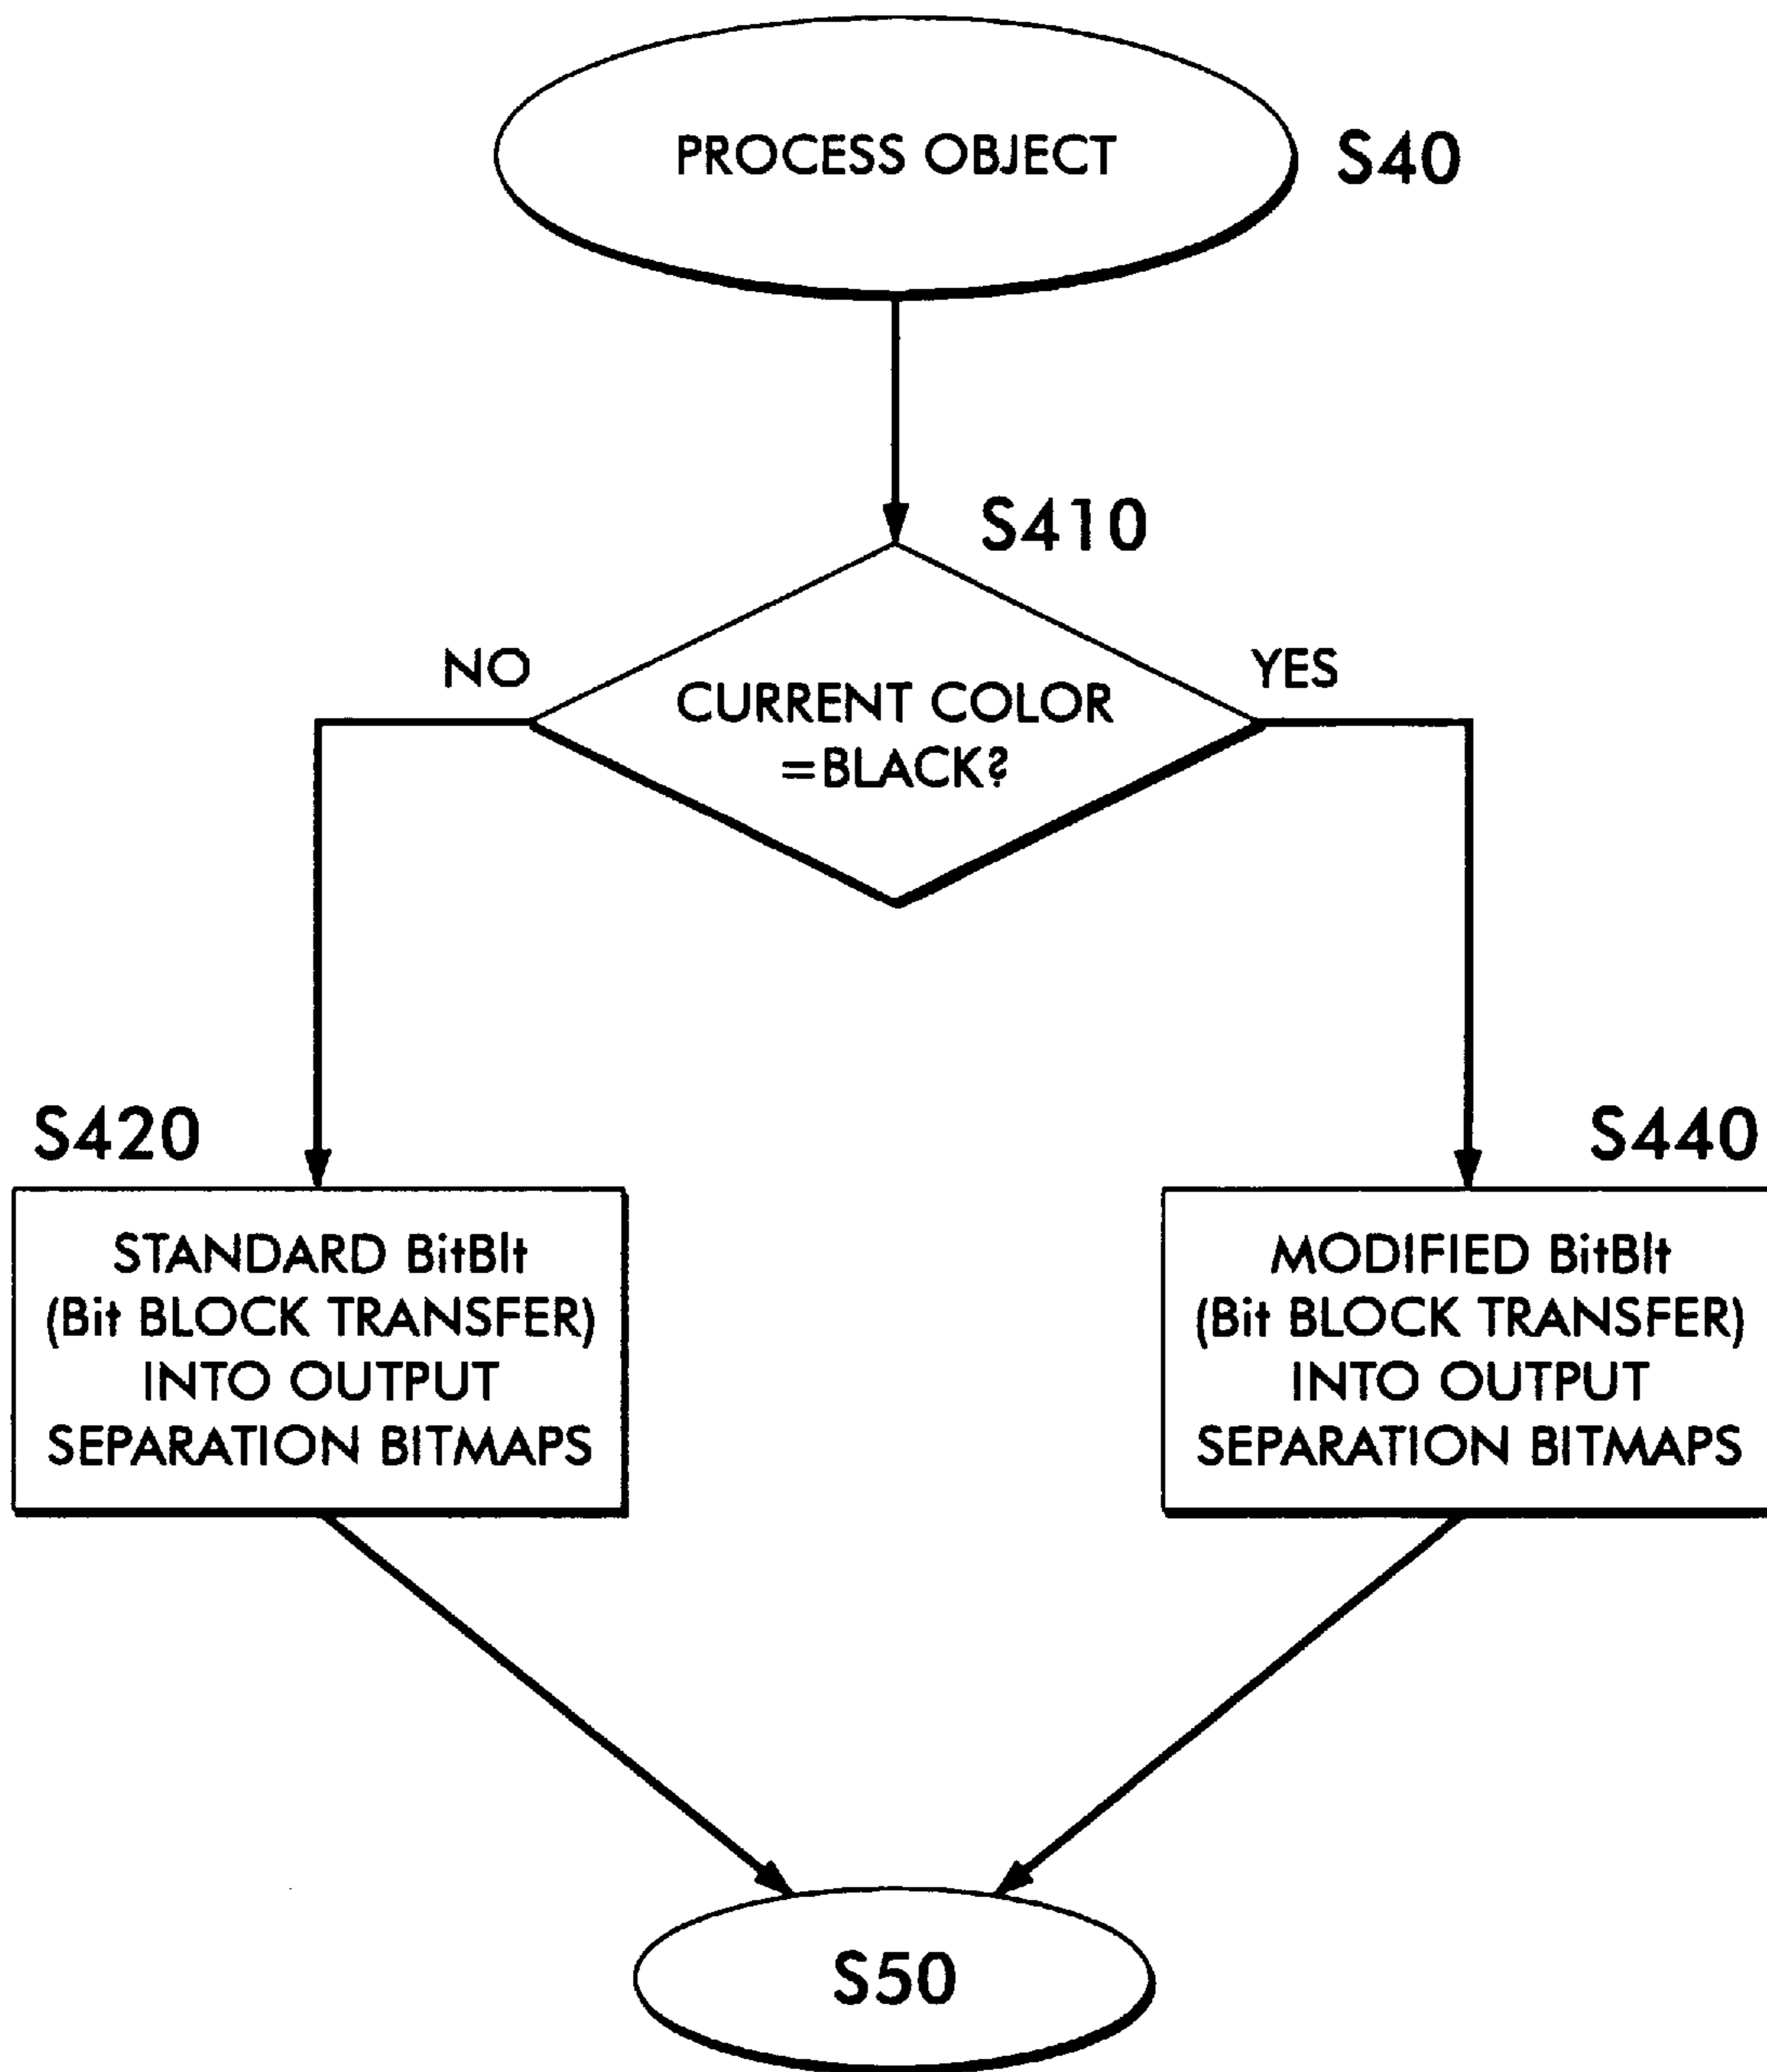 PROCESS OBJECT
S40
S410
NO
YES
CURRENT COLOR
=BLACK?
S420
S440
STANDARD BitBlt
(Bit BLOCK TRANSFER)
INTO OUTPUT
SEPARATION BITMAPS
MODIFIED BitBlt
(Bit BLOCK TRANSFER)
INTO OUTPUT
SEPARATION BITMAPS
S50